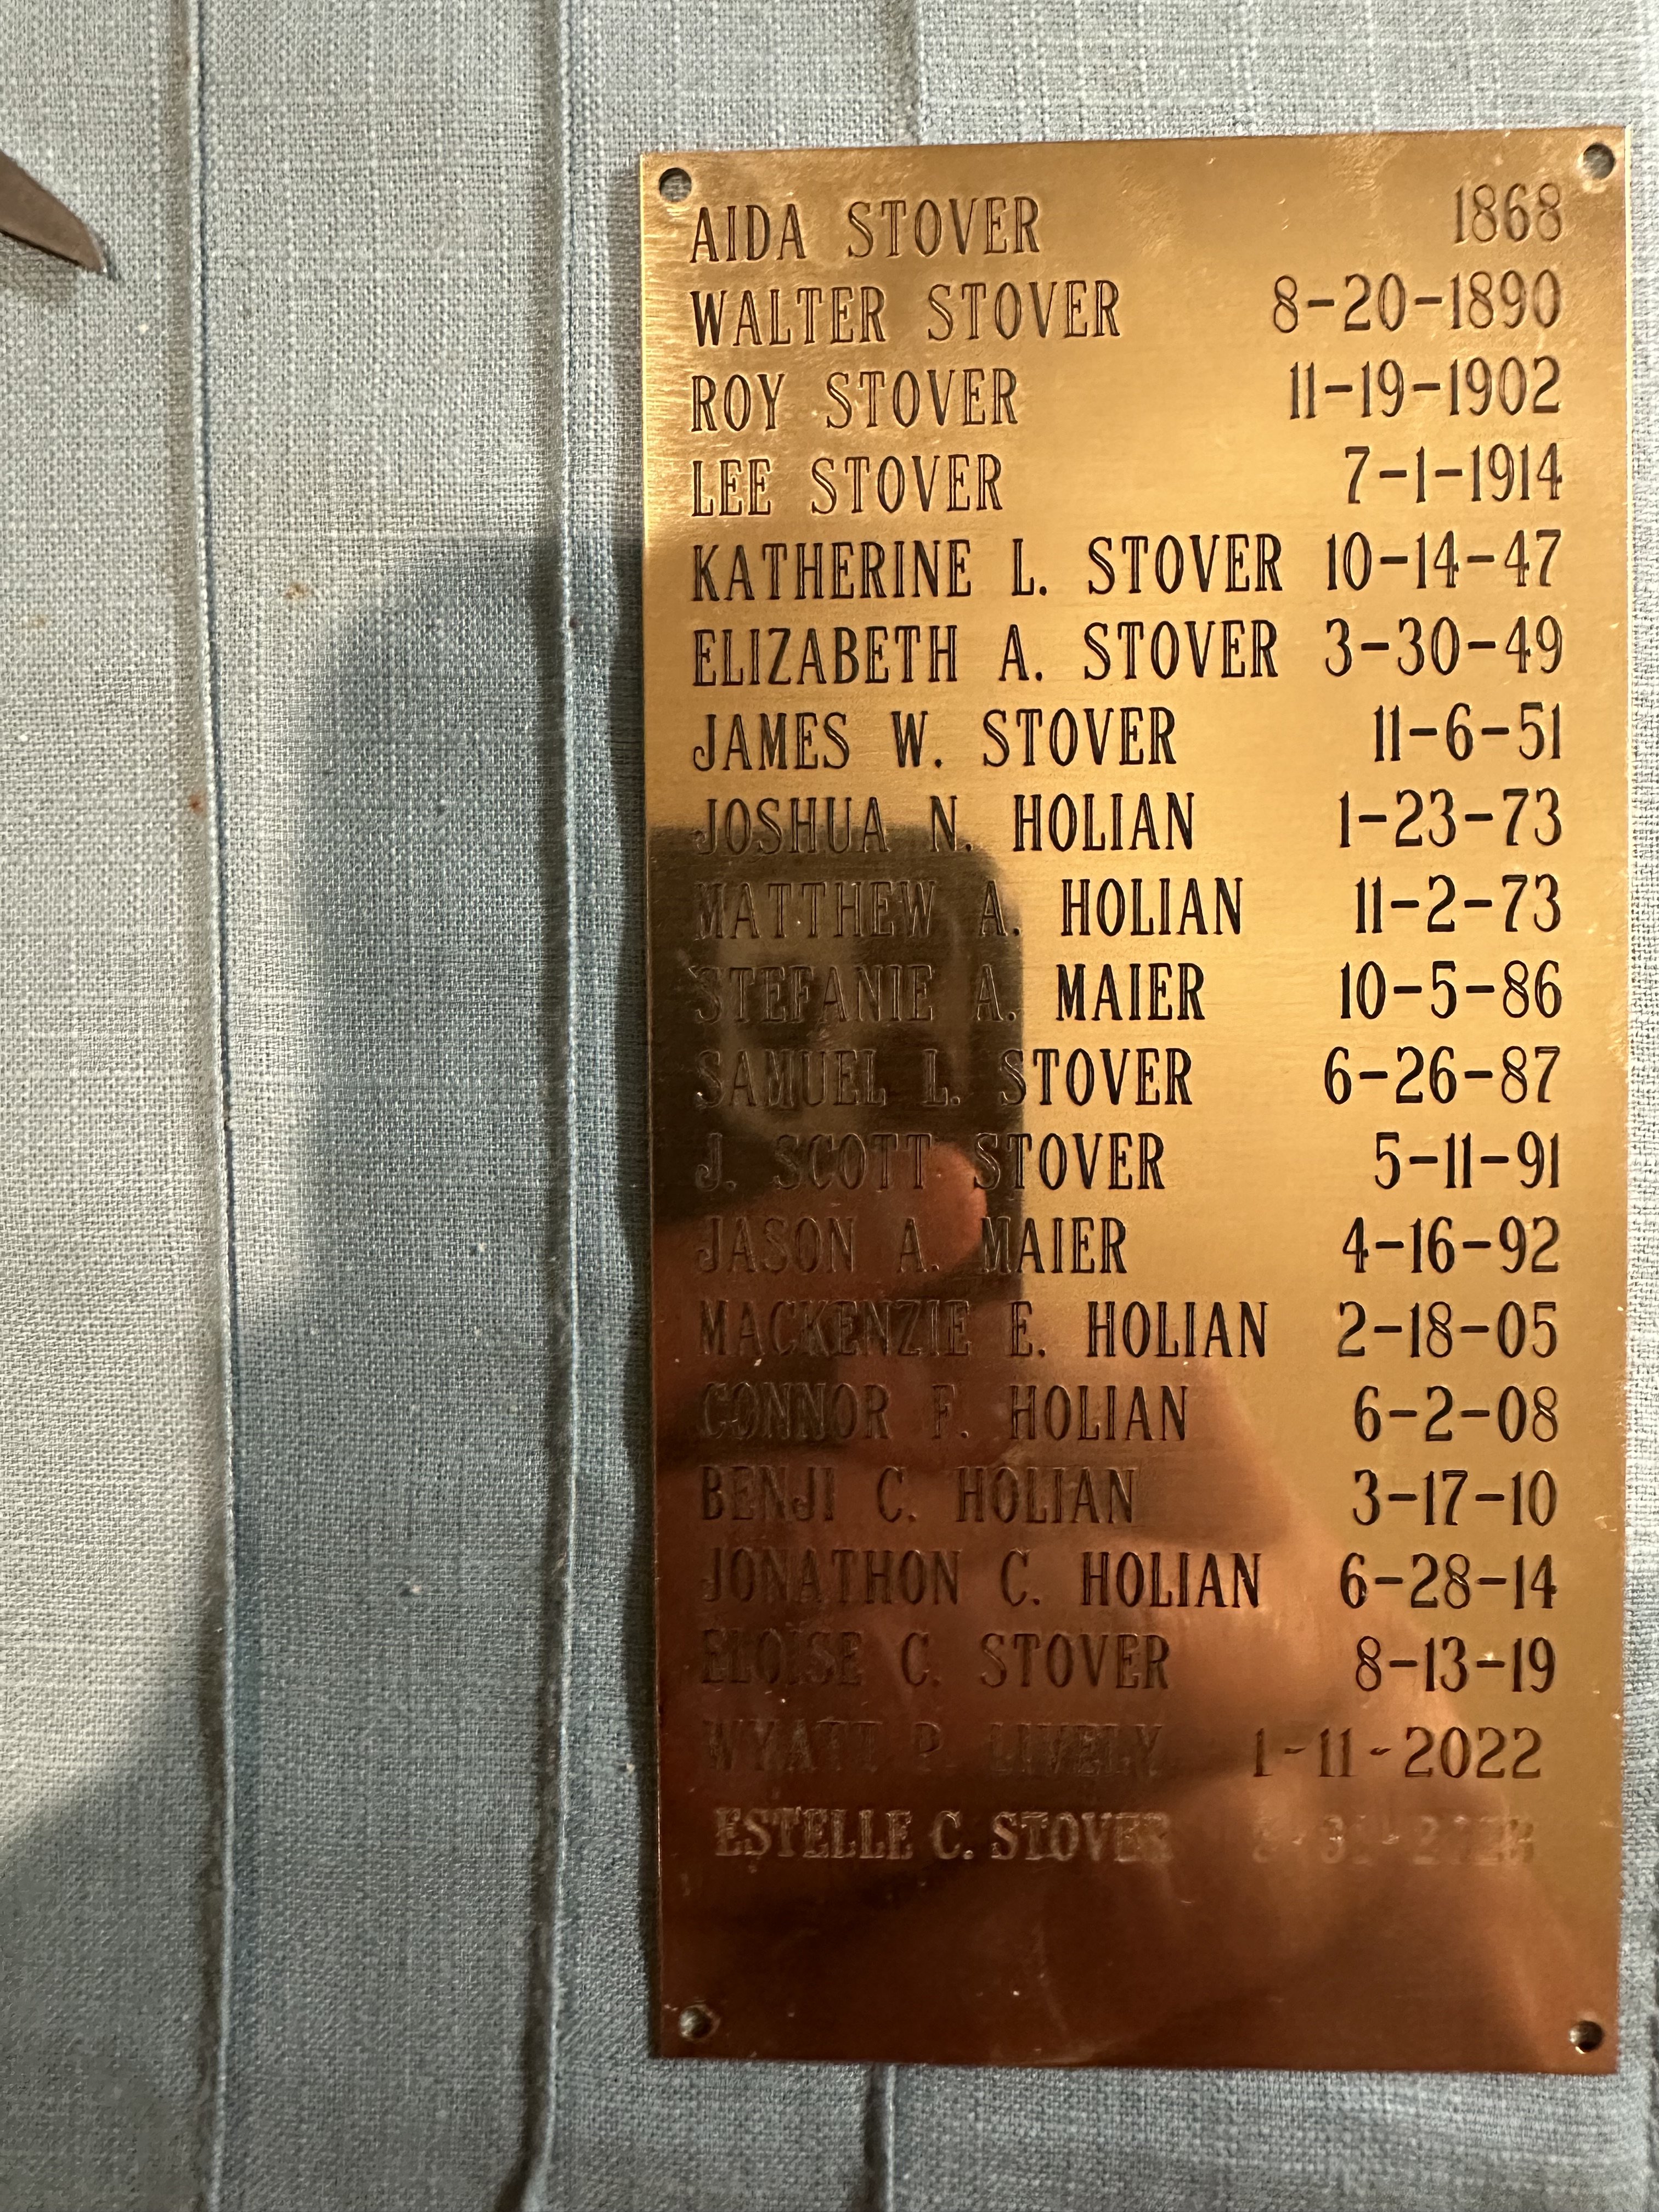 AIDA STOVER 1868
WALTER STOVER 8-20-1890
ROY STOVER 11-19-1902
LEE STOVER 7-1-1914
KATHERINE L. STOVER 10-14-47
ELIZABETH A. STOVER 3-30-49
JAMES W. STOVER 11-6-51
JOSHUA N. HOLIAN 1-23-73
MATTHEW A. HOLIAN 11-2-73
STEFANIE A. MAIER 10-5-86
SAMUEL L. STOVER 6-26-87
J. SCOTT STOVER 5-11-91
JASON A. MAIER 4-16-92
MACKENZIE E. HOLIAN 2-18-05
CONNOR F. HOLIAN 6-2-08
BENJI C. HOLIAN 3-17-10
JONATHON C. HOLIAN 6-28-14
ELOISE C. STOVER 8-13-19
WYATT P. LIVELY 1-11-2022
ESTELLE C. STOVER